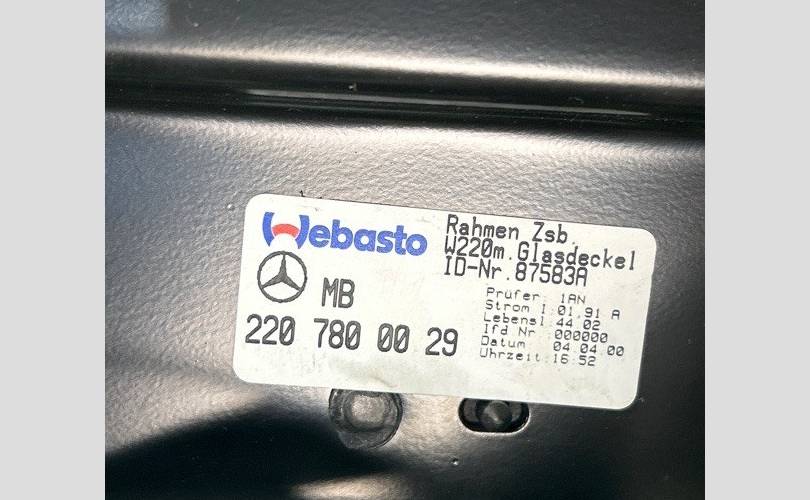 Webasto
MB
220 780 00 29
Rahmen Zsb.
W220m.Glasdeckel
ID-Nr.87583A
Prüfer: 1AN
Strom I:01.91 A
Lebensl:44.02
lfd Nr. :000000
Datum :04.04.00
Uhrzeit:16:52